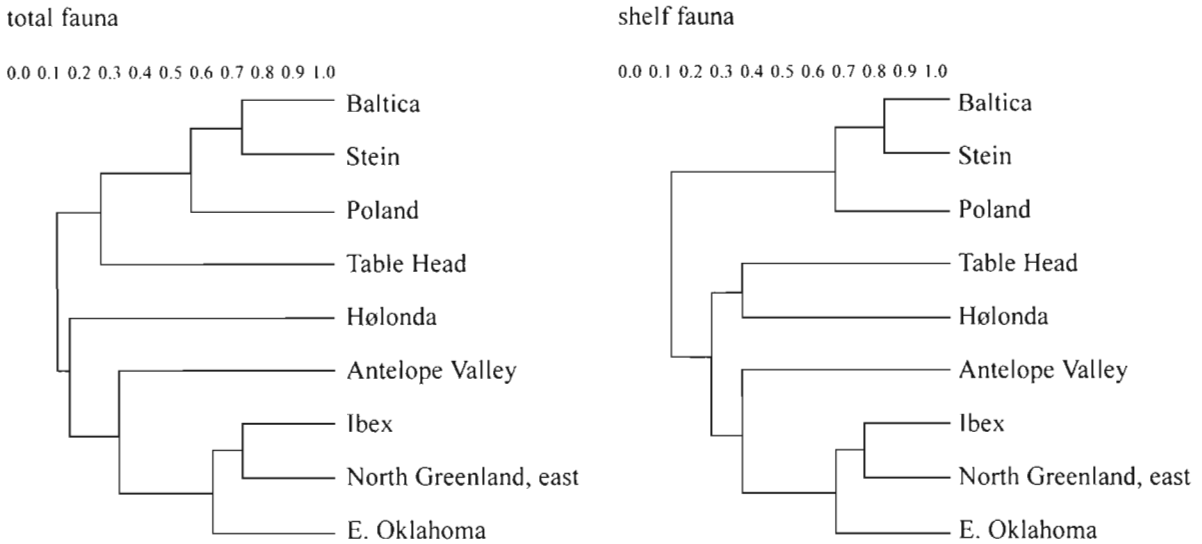 total fauna
0.0 0.1 0.2 0.3 0.4 0.5 0.6 0.7 0.8 0.9 1.0
Baltica
Stein
Poland
Table Head
Hølonda
Antelope Valley
Ibex
North Greenland, east
E. Oklahoma
shelf fauna
0.0 0.1 0.2 0.3 0.4 0.5 0.6 0.7 0.8 0.9 1.0
Baltica
Stein
Poland
Table Head
Hølonda
Antelope Valley
Ibex
North Greenland, east
E. Oklahoma